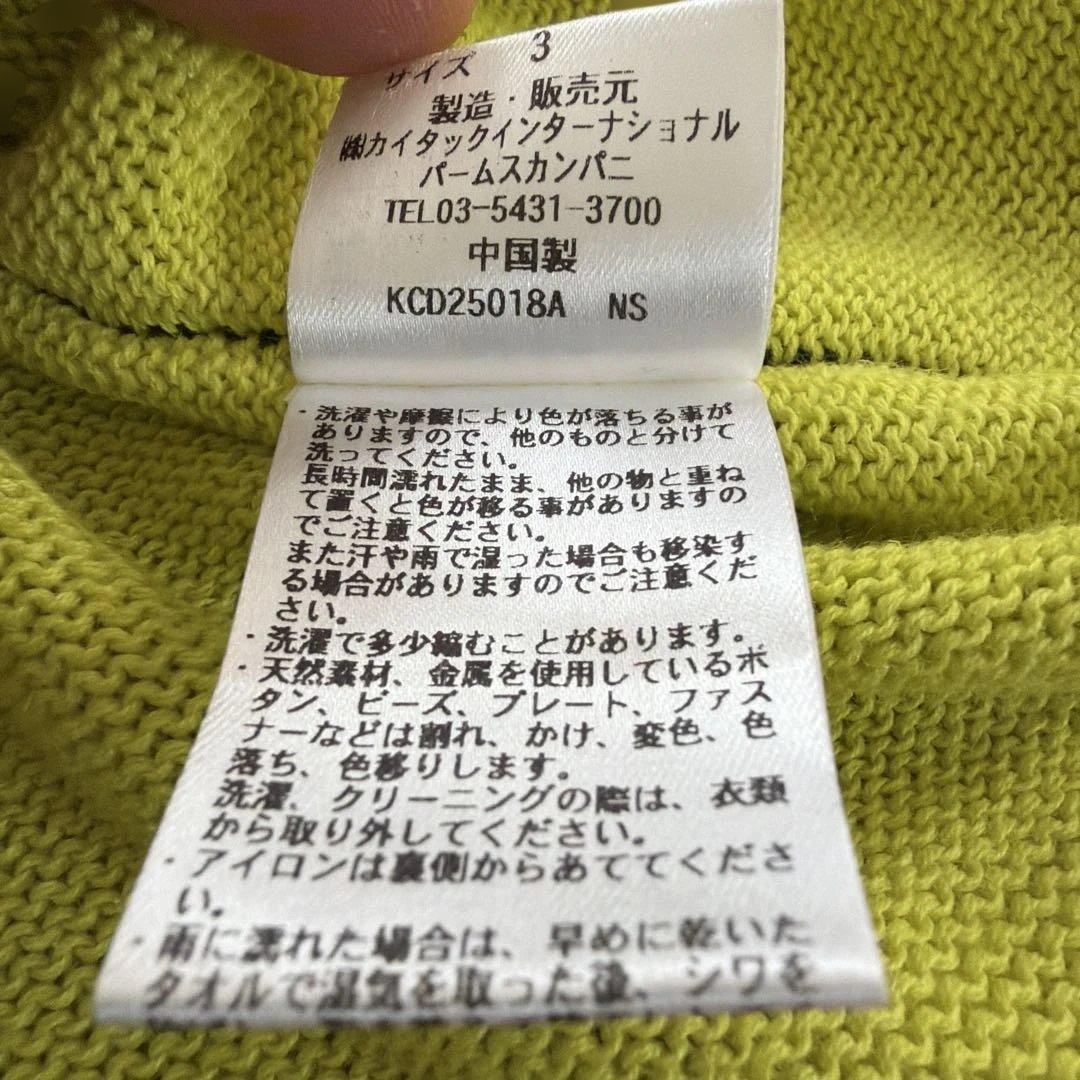 サイズ 3
製造・販売元
㈱カイタックインターナショナル
パームスカンパニ
TEL03-5431-3700
中国製
KCD25018A NS
・洗濯や摩擦により色が落ちる事が
ありますので、他のものと分けて
洗ってください。
長時間濡れたまま、他の物と重ね
て置くと色が移る事がありますの
でご注意ください。
また汗や雨で湿った場合も移染す
る場合がありますのでご注意くだ
さい。
・洗濯で多少縮むことがあります。
・天然素材、金属を使用しているボ
タン、ビーズ、プレート、ファス
ナーなどは割れ、かけ、変色、色
落ち、色移りします。
洗濯、クリーニングの際は、衣類
から取り外してください。
・アイロンは裏側からあててくださ
い。
・雨に濡れた場合は、早めに乾いた
タオルで湿気を取った後、シワを